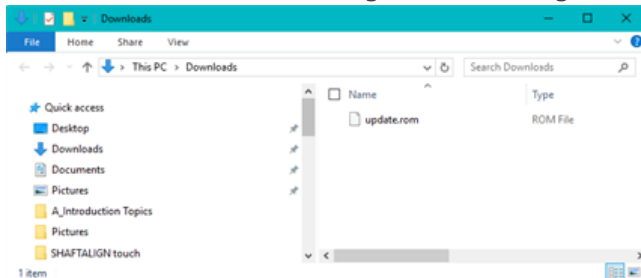 Downloads
File Home Share View
This PC > Downloads
Search Downloads
Name Type
Quick access
Desktop
Downloads
Documents
Pictures
A_Introduction Topics
Pictures
SHAFTALIGN touch
update.rom ROM File
1 item